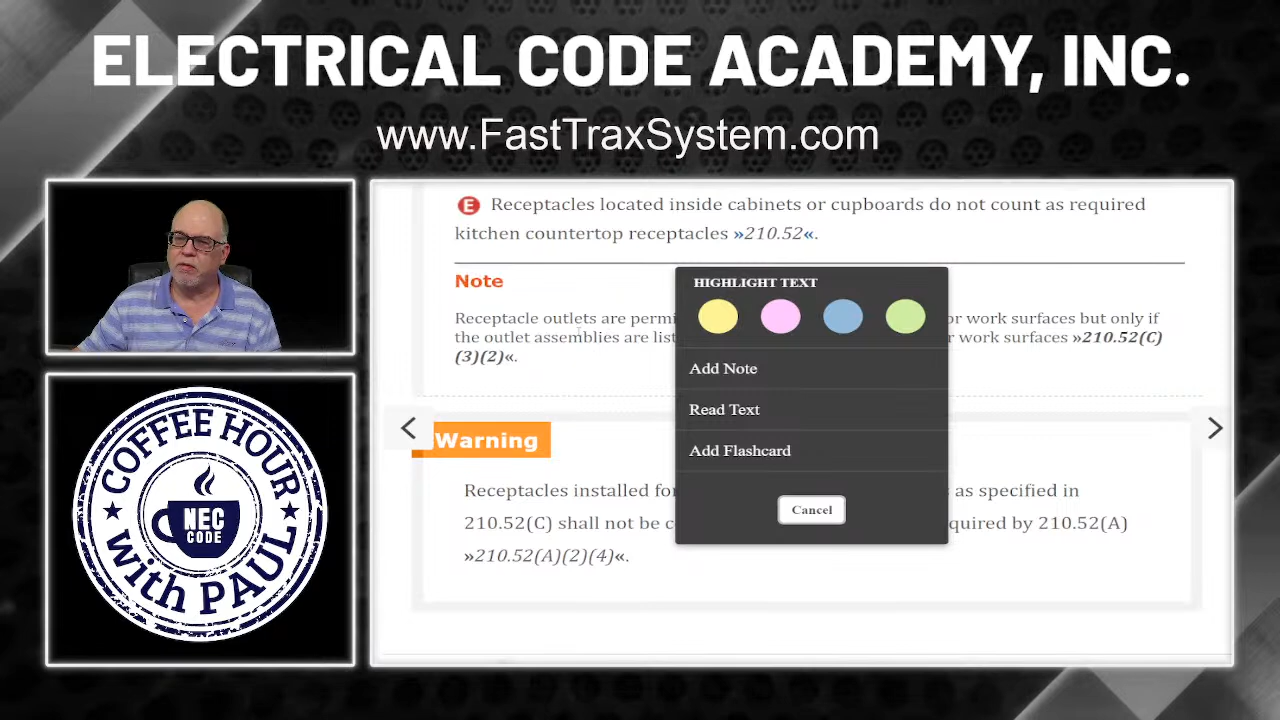 ELECTRICAL CODE ACADEMY, INC.
www.FastTraxSystem.com
E Receptacles located inside cabinets or cupboards do not count as required
kitchen countertop receptacles »210.52«.
Note
Receptacle outlets are permi or work surfaces but only if
the outlet assemblies are list r work surfaces »210.52(C)
(3)(2)«.
HIGHLIGHT TEXT
Add Note
Read Text
Add Flashcard
Cancel
Warning
Receptacles installed for as specified in
210.52(C) shall not be c quired by 210.52(A)
»210.52(A)(2)(4)«.
COFFEE HOUR
NEC
CODE
with PAUL